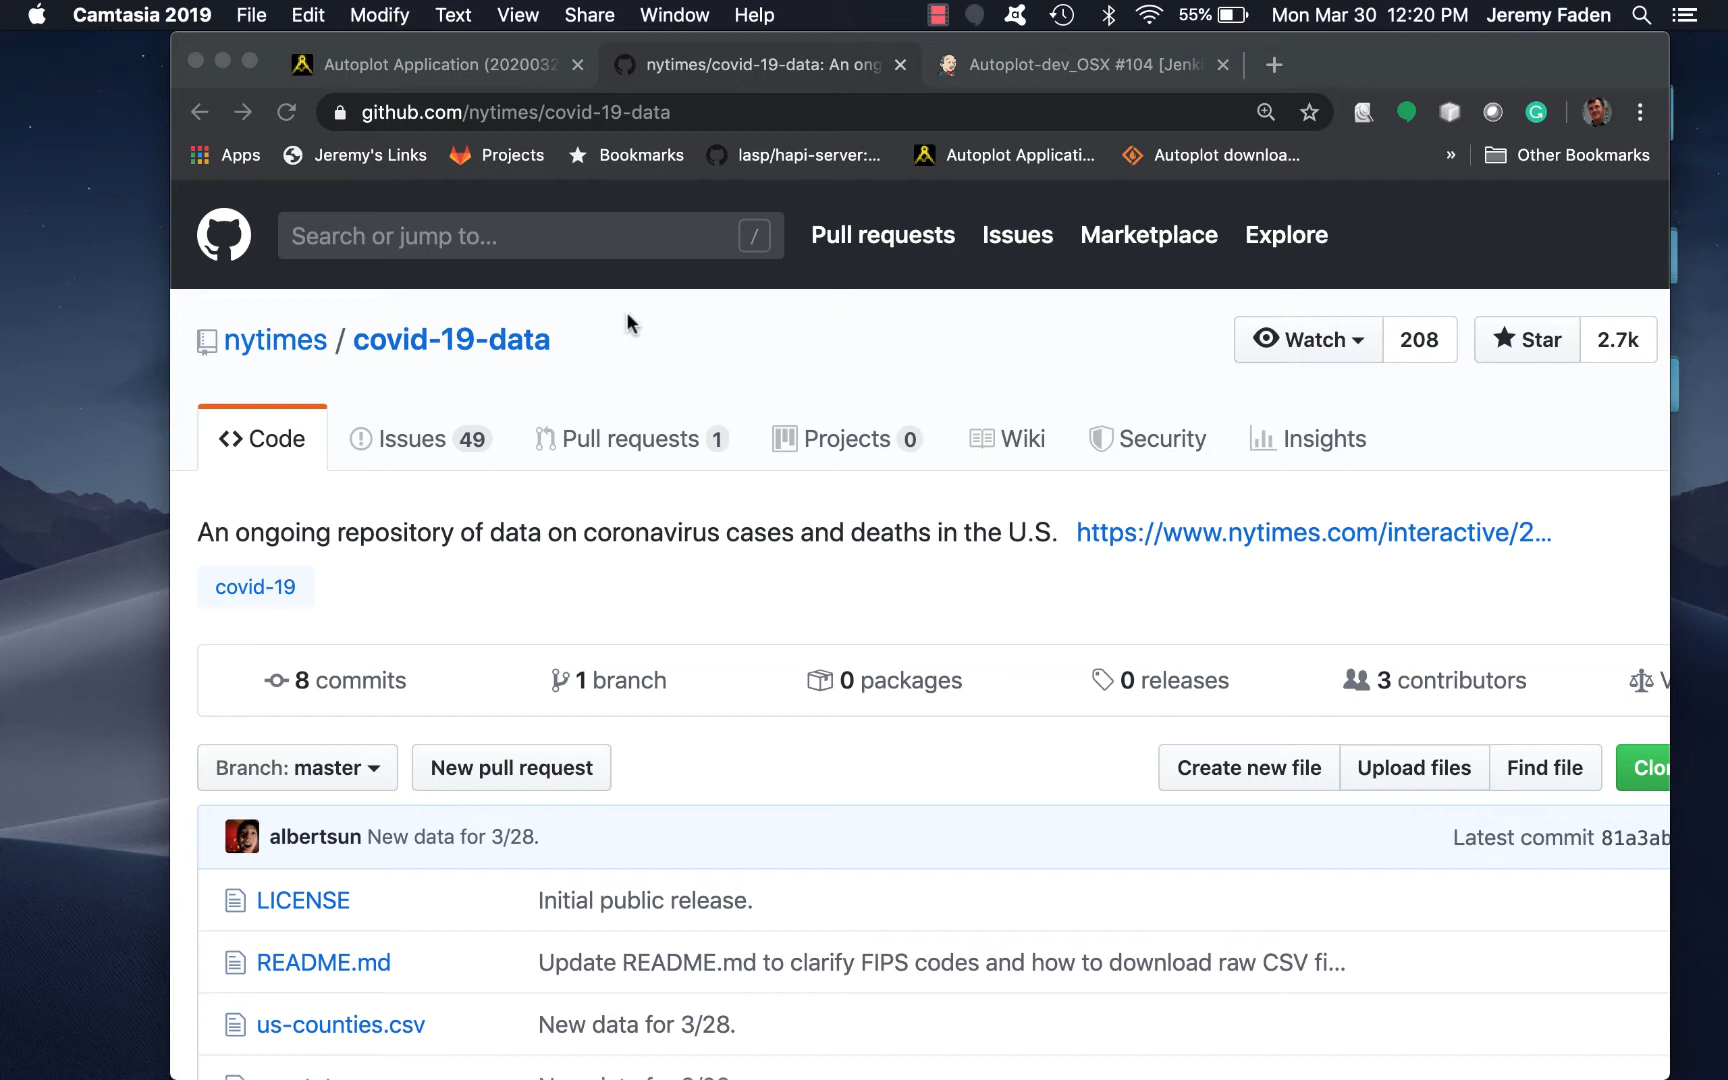 Camtasia 2019 File Edit Modify Text View Share Window Help 55% Mon Mar 30 12:20 PM Jeremy Faden
Autoplot Application (2020032 nytimes/covid-19-data: An ong Autoplot-dev_OSX #104 [Jenki
github.com/nytimes/covid-19-data
Apps Jeremy's Links Projects Bookmarks lasp/hapi-server:... Autoplot Applicati... Autoplot downloa... » Other Bookmarks
Search or jump to... / Pull requests Issues Marketplace Explore
nytimes / covid-19-data Watch 208 Star 2.7k
<> Code Issues 49 Pull requests 1 Projects 0 Wiki Security Insights
An ongoing repository of data on coronavirus cases and deaths in the U.S. https://www.nytimes.com/interactive/2...
covid-19
8 commits 1 branch 0 packages 0 releases 3 contributors
Branch: master New pull request Create new file Upload files Find file Clo
albertsun New data for 3/28. Latest commit 81a3ab
LICENSE Initial public release.
README.md Update README.md to clarify FIPS codes and how to download raw CSV fi...
us-counties.csv New data for 3/28.